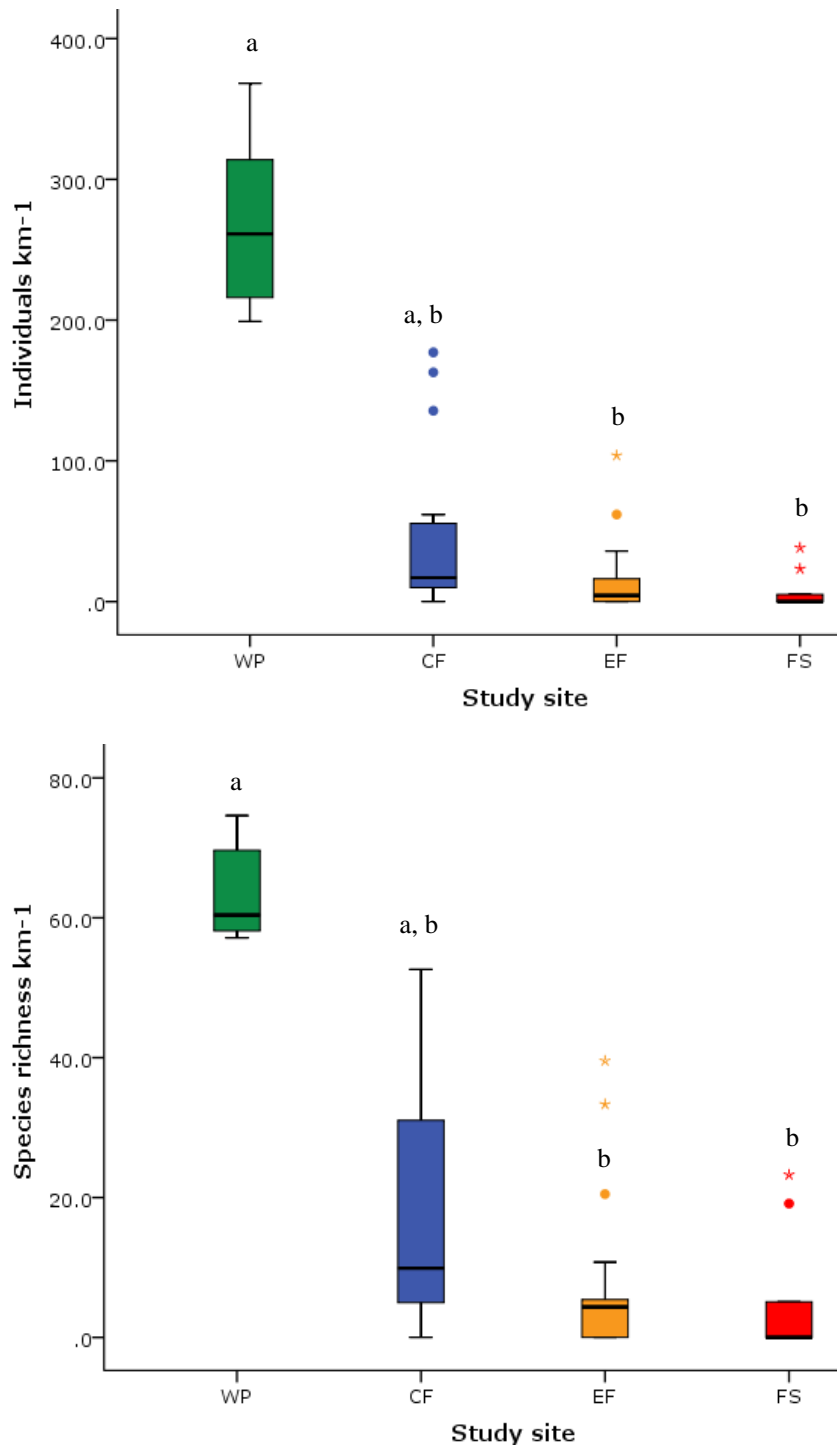 400.0
a
300.0
200.0
a, b
b
100.0
b
.0
Individuals km-1
WP CF EF FS
Study site
80.0
a
60.0
a, b
40.0
b
b
20.0
.0
Species richness km-1
WP CF EF FS
Study site